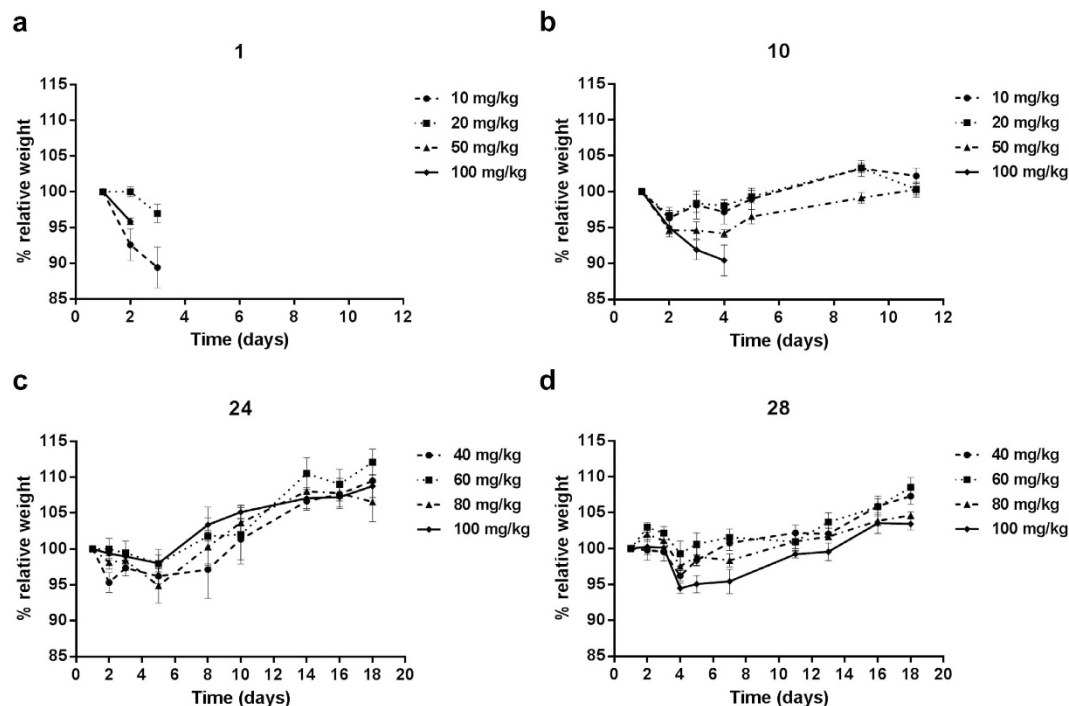 a
1
% relative weight
115
110
105
100
95
90
85
0 2 4 6 8 10 12
Time (days)
10 mg/kg
20 mg/kg
50 mg/kg
100 mg/kg
b
10
% relative weight
115
110
105
100
95
90
85
0 2 4 6 8 10 12
Time (days)
10 mg/kg
20 mg/kg
50 mg/kg
100 mg/kg
c
24
% relative weight
115
110
105
100
95
90
85
0 2 4 6 8 10 12 14 16 18 20
Time (days)
40 mg/kg
60 mg/kg
80 mg/kg
100 mg/kg
d
28
% relative weight
115
110
105
100
95
90
85
0 2 4 6 8 10 12 14 16 18 20
Time (days)
40 mg/kg
60 mg/kg
80 mg/kg
100 mg/kg